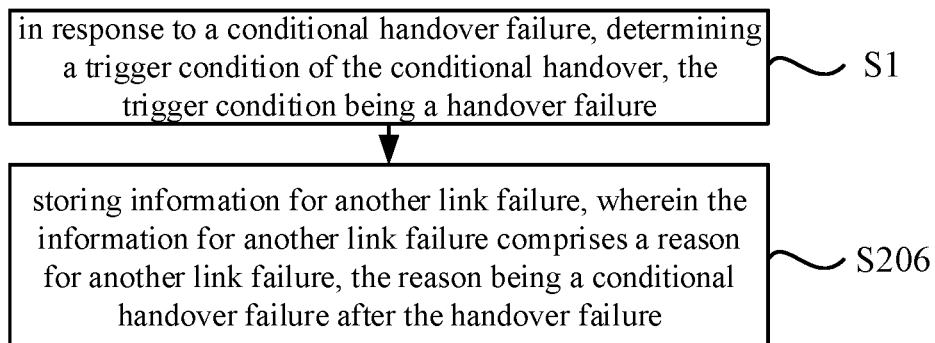 in response to a conditional handover failure, determining
a trigger condition of the conditional handover, the
trigger condition being a handover failure
S1
storing information for another link failure, wherein the
information for another link failure comprises a reason
for another link failure, the reason being a conditional
handover failure after the handover failure
S206